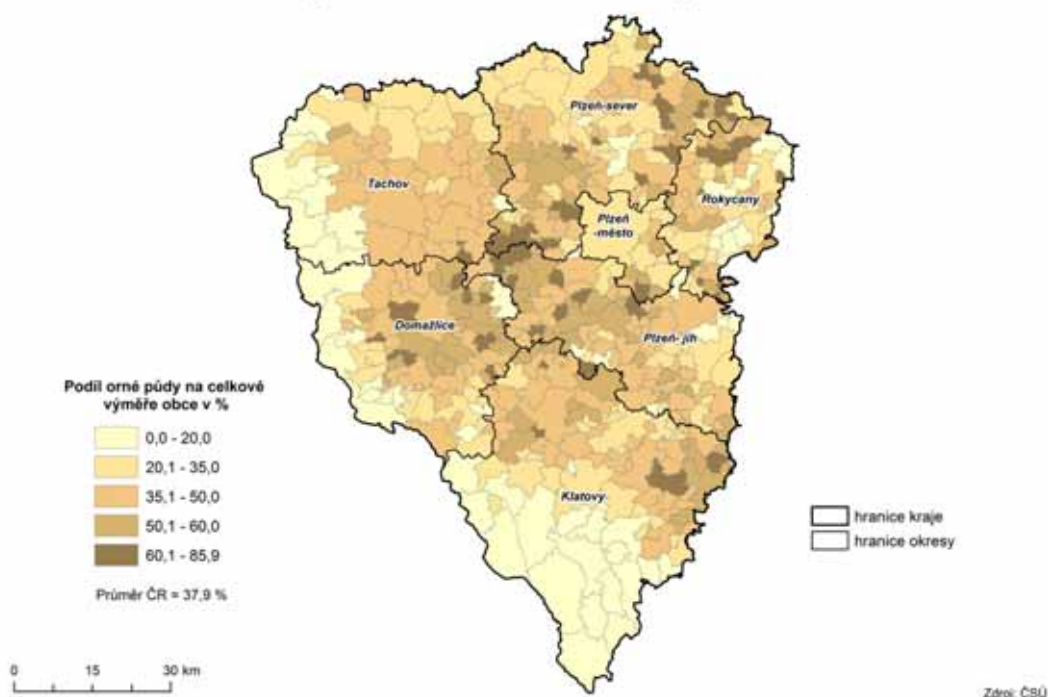 Plzeň-sever
Tachov
Rokycany
Plzeň
-město
Domažlice
Plzeň- jih
Klatovy
Podíl orné půdy na celkové
výměře obce v %
0,0 - 20,0
20,1 - 35,0
35,1 - 50,0
50,1 - 60,0
60,1 - 85,9
Průměr ČR = 37,9 %
hranice kraje
hranice okresy
0 15 30 km
Zdroj: ČSÚ